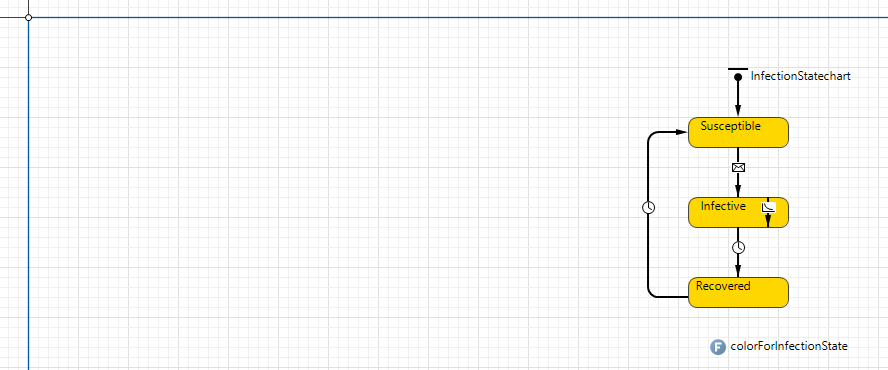 InfectionStatechart
Susceptible
Infective
Recovered
F colorForInfectionState